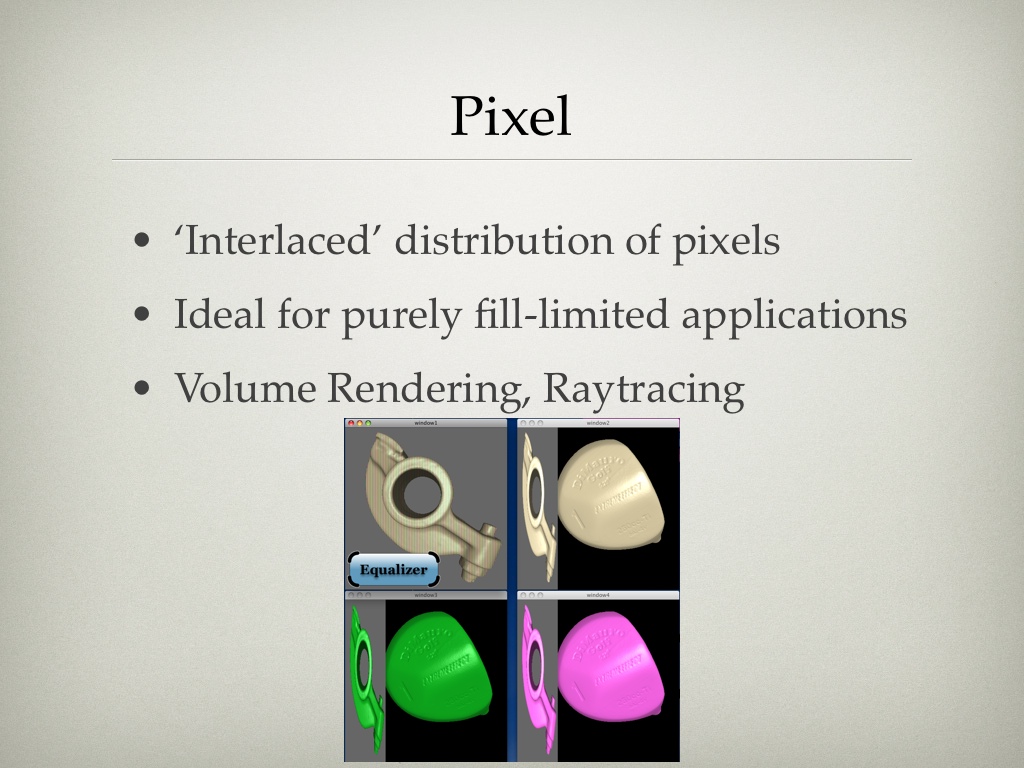 Pixel
• ‘Interlaced’ distribution of pixels
• Ideal for purely fill-limited applications
• Volume Rendering, Raytracing
window1
window2
Equalizer
window3
window4